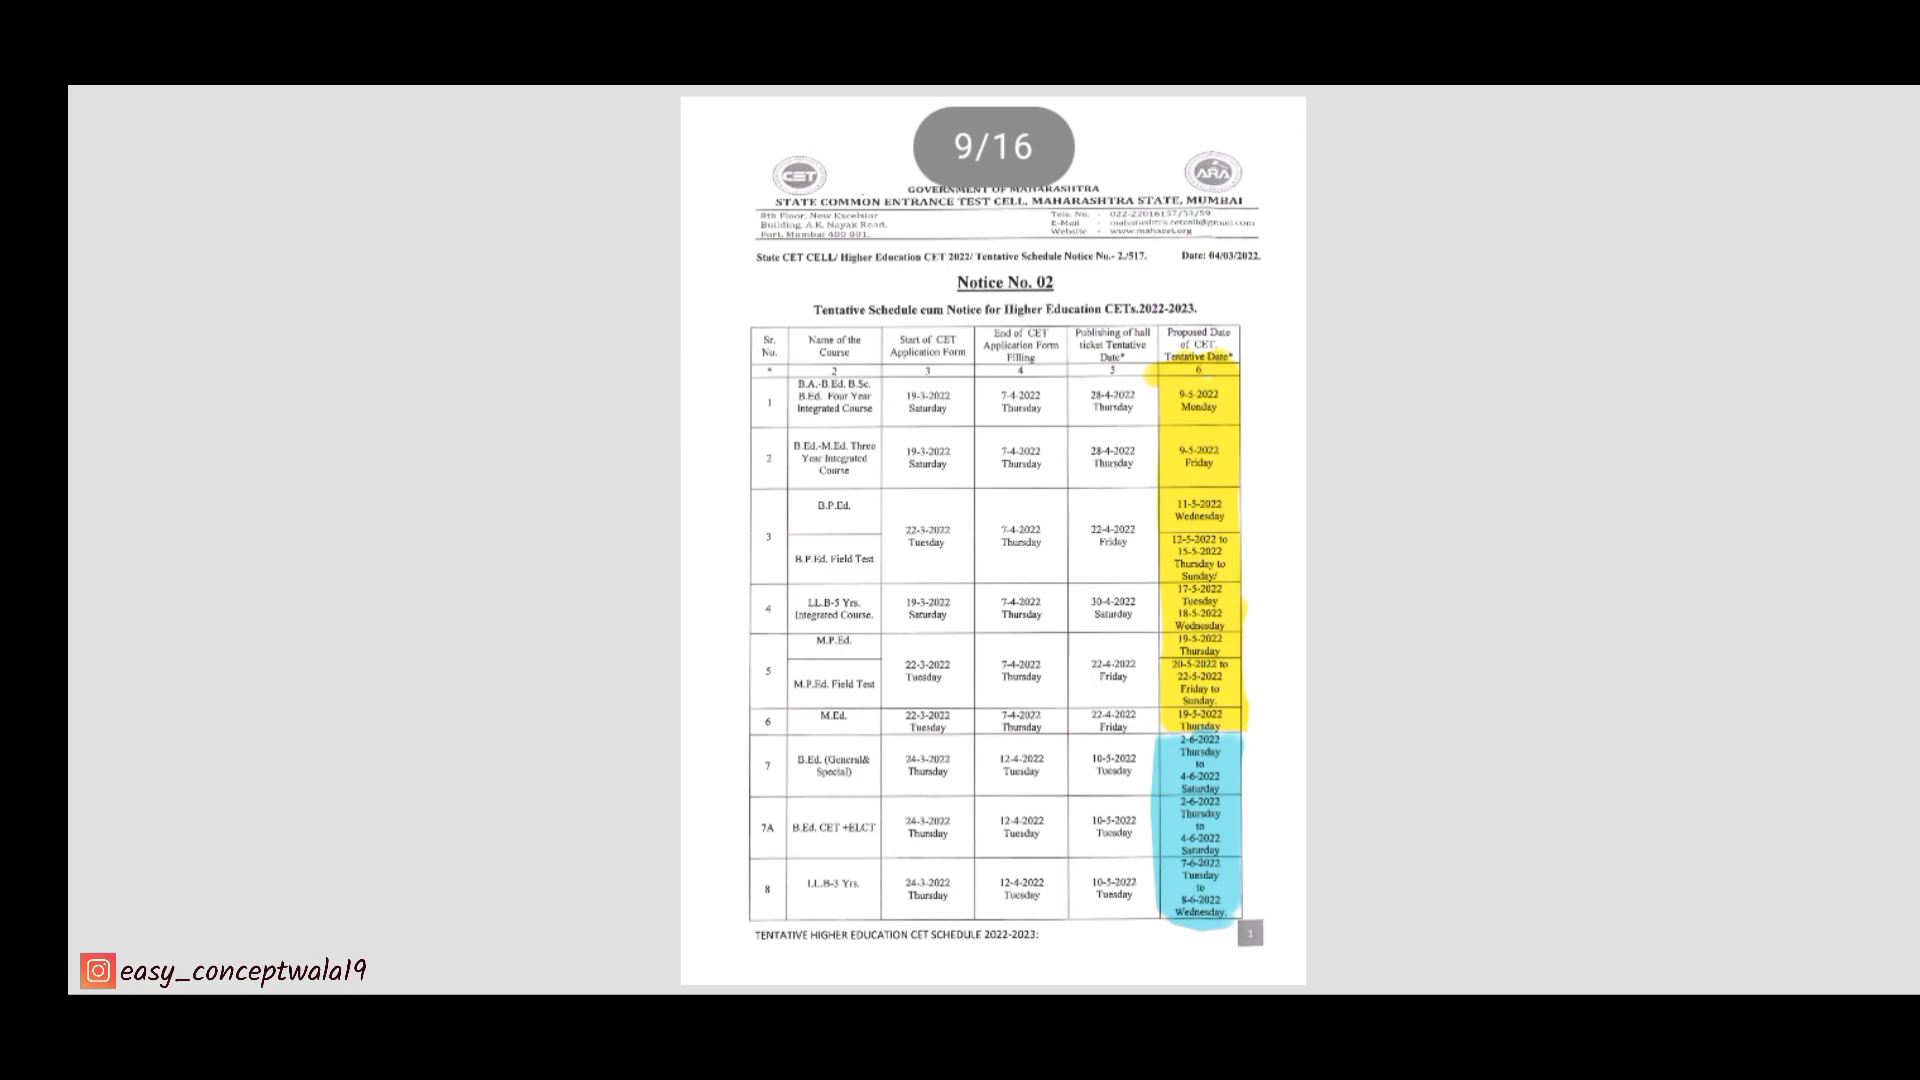 9/16
CET
ARA
GOVERNMENT OF MAHARASHTRA
STATE COMMON ENTRANCE TEST CELL, MAHARASHTRA STATE, MUMBAI
8th Floor, New Excelsior
Building, A.K. Nayak Road,
Fort, Mumbai 400 001.
Tele. No. - 022-22016157/53/59
E-Mail - maharashtra.cetcell@gmail.com
Website - www.mahacet.org
State CET CELL/ Higher Education CET 2022/ Tentative Schedule Notice No.- 2./517. Date: 04/03/2022.
Notice No. 02
Tentative Schedule cum Notice for Higher Education CETs.2022-2023.
Sr. No. Name of the Course Start of CET Application Form End of CET Application Form Filling Publishing of hall ticket Tentative Date* Proposed Date of CET. Tentative Date*
* 2 3 4 5 6
1 B.A.-B.Ed. B.Sc. B.Ed. Four Year Integrated Course 19-3-2022 Saturday 7-4-2022 Thursday 28-4-2022 Thursday 9-5-2022 Monday
2 B.Ed.-M.Ed. Three Year Integrated Course 19-3-2022 Saturday 7-4-2022 Thursday 28-4-2022 Thursday 9-5-2022 Friday
3 B.P.Ed. 22-3-2022 Tuesday 7-4-2022 Thursday 22-4-2022 Friday 11-5-2022 Wednesday
B.P.Ed. Field Test 12-5-2022 to 15-5-2022 Thursday to Sunday/
4 LL.B-5 Yrs. Integrated Course. 19-3-2022 Saturday 7-4-2022 Thursday 30-4-2022 Saturday 17-5-2022 Tuesday 18-5-2022 Wednesday
5 M.P.Ed. 22-3-2022 Tuesday 7-4-2022 Thursday 22-4-2022 Friday 19-5-2022 Thursday
M.P.Ed. Field Test 20-5-2022 to 22-5-2022 Friday to Sunday.
6 M.Ed. 22-3-2022 Tuesday 7-4-2022 Thursday 22-4-2022 Friday 19-5-2022 Thursday
7 B.Ed. (General& Special) 24-3-2022 Thursday 12-4-2022 Tuesday 10-5-2022 Tuesday 2-6-2022 Thursday to 4-6-2022 Saturday
7A B.Ed. CET +ELCT 24-3-2022 Thursday 12-4-2022 Tuesday 10-5-2022 Tuesday 2-6-2022 Thursday to 4-6-2022 Saturday
8 LL.B-3 Yrs. 24-3-2022 Thursday 12-4-2022 Tuesday 10-5-2022 Tuesday 7-6-2022 Tuesday to 8-6-2022 Wednesday.
TENTATIVE HIGHER EDUCATION CET SCHEDULE 2022-2023:
1
easy_conceptwala19